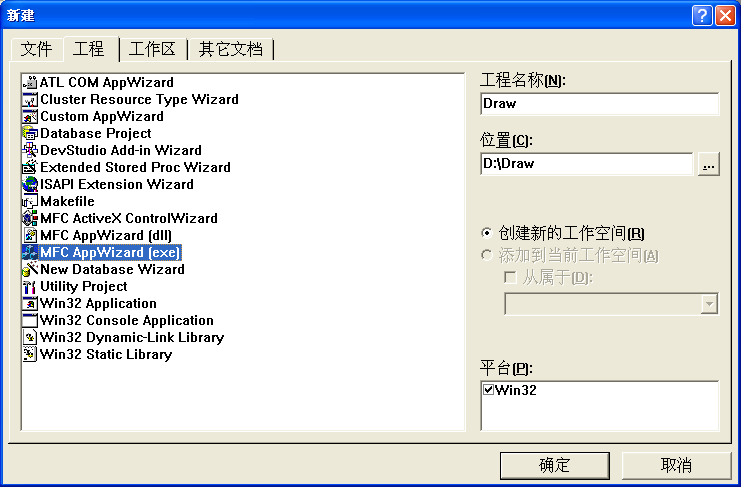 新建
文件 工程 工作区 其它文档
ATL COM AppWizard
Cluster Resource Type Wizard
Custom AppWizard
Database Project
DevStudio Add-in Wizard
Extended Stored Proc Wizard
ISAPI Extension Wizard
Makefile
MFC ActiveX ControlWizard
MFC AppWizard (dll)
MFC AppWizard (exe)
New Database Wizard
Utility Project
Win32 Application
Win32 Console Application
Win32 Dynamic-Link Library
Win32 Static Library
工程名称(N):
Draw
位置(C):
D:\Draw
...
创建新的工作空间(R)
添加到当前工作空间(A)
从属于(D):
平台(P):
Win32
确定 取消